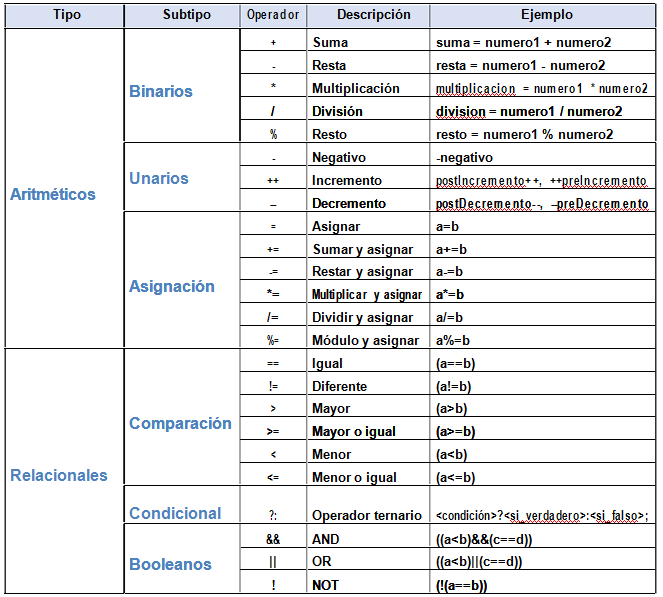 Tipo Subtipo Operador Descripción Ejemplo
+ Suma suma = numero1 + numero2
- Resta resta = numero1 - numero2
Binarios * Multiplicación multiplicacion = numero1 * numero2
/ División division = numero1 / numero2
% Resto resto = numero1 % numero2
- Negativo -negativo
Aritméticos Unarios ++ Incremento postIncremento++, ++preIncremento
– Decremento postDecremento--, –preDecremento
= Asignar a=b
+= Sumar y asignar a+=b
-= Restar y asignar a-=b
Asignación *= Multiplicar y asignar a*=b
/= Dividir y asignar a/=b
%= Módulo y asignar a%=b
== Igual (a==b)
!= Diferente (a!=b)
> Mayor (a>b)
Comparación >= Mayor o igual (a>=b)
< Menor (a<b)
Relacionales <= Menor o igual (a<=b)
Condicional ?: Operador ternario <condición>?<si_verdadero>:<si_falso>;
&& AND ((a<b)&&(c==d))
Booleanos || OR ((a<b)||(c==d))
! NOT (!(a==b))